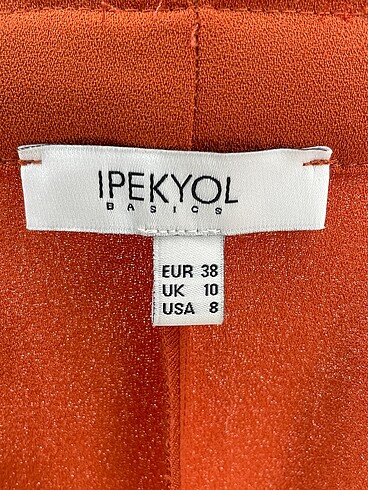 IPEKYOL
BASICS
EUR 38
UK 10
USA 8